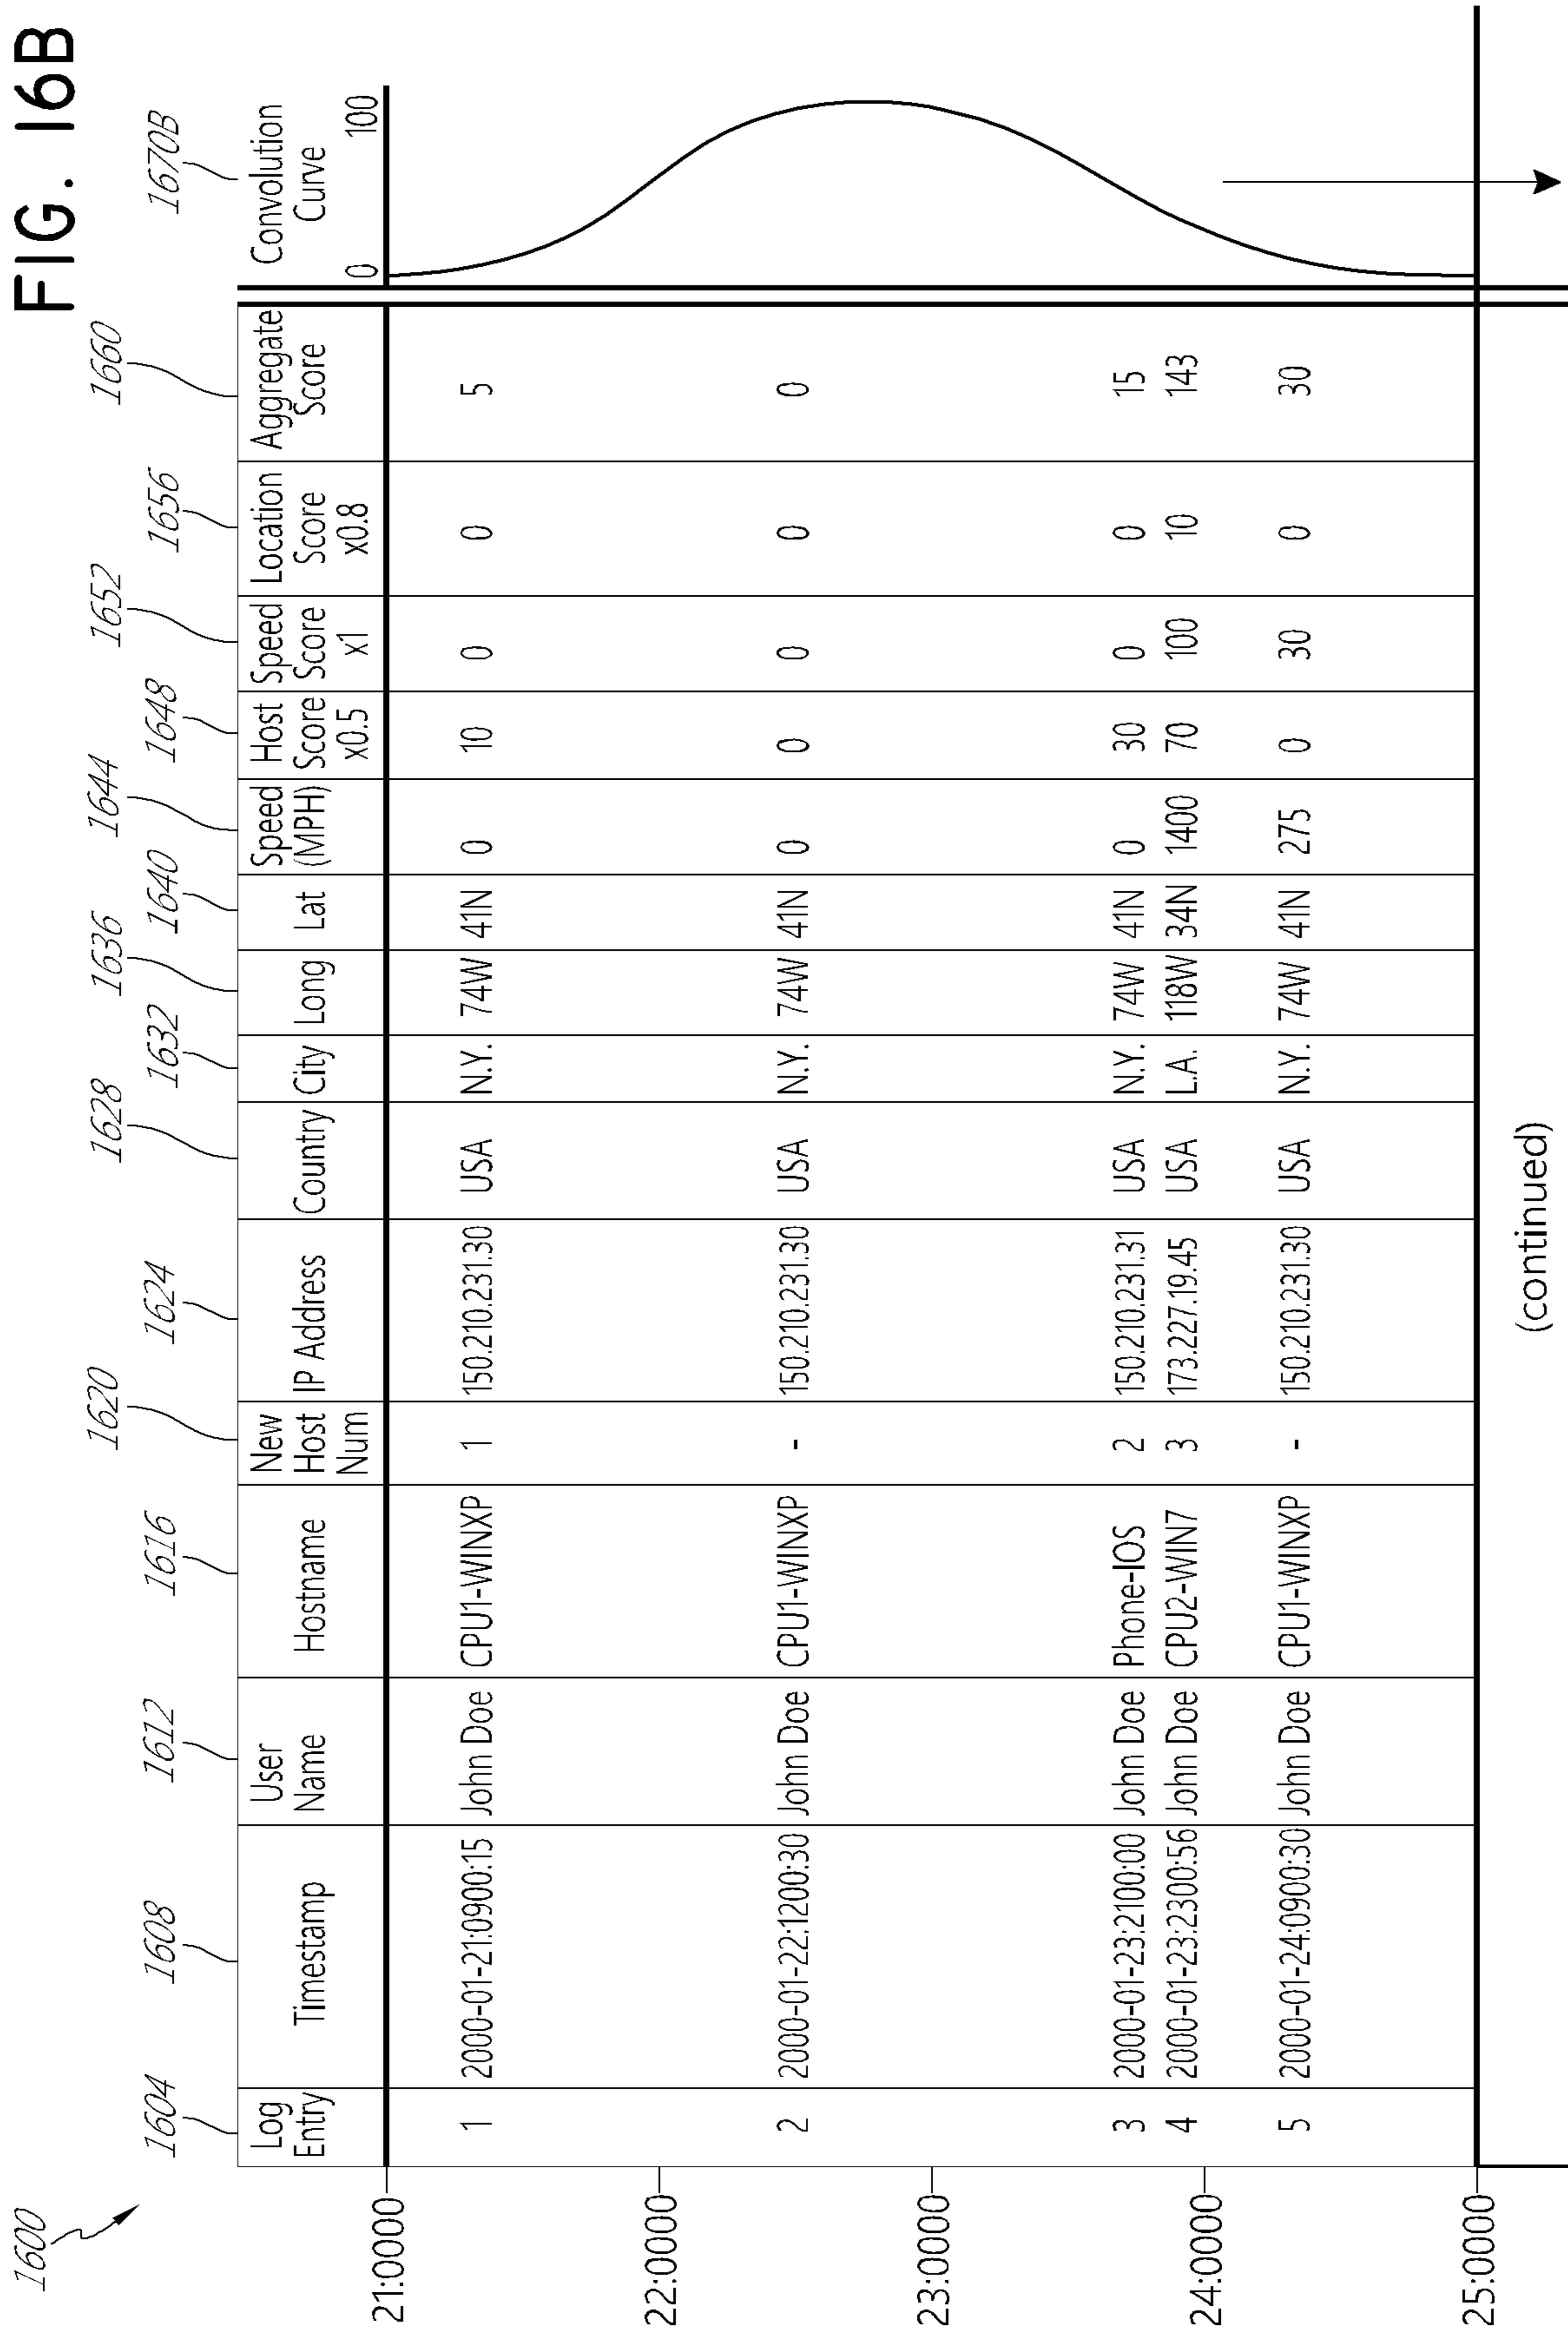 FIG. 16B
1600
1604 1608 1612 1616 1620 1624 1628 1632 1636 1640 1644 1648 1652 1656 1660 1670B
Log Entry Timestamp User Name Hostname New Host Num IP Address Country City Long Lat Speed (MPH) Host Score x0.5 Speed Score x1 Location Score x0.8 Aggregate Score Convolution Curve
0 100
21:0000
1 2000-01-21:0900:15 John Doe CPU1-WINXP 1 150.210.231.30 USA N.Y. 74W 41N 0 10 0 0 5
22:0000
2 2000-01-22:1200:30 John Doe CPU1-WINXP - 150.210.231.30 USA N.Y. 74W 41N 0 0 0 0 0
23:0000
3 2000-01-23:2100:00 John Doe Phone-IOS 2 150.210.231.31 USA N.Y. 74W 41N 0 30 0 0 15
4 2000-01-23:2300:56 John Doe CPU2-WIN7 3 173.227.19.45 USA L.A. 118W 34N 1400 70 100 10 143
24:0000
5 2000-01-24:0900:30 John Doe CPU1-WINXP - 150.210.231.30 USA N.Y. 74W 41N 275 0 30 0 30
25:0000
(continued)